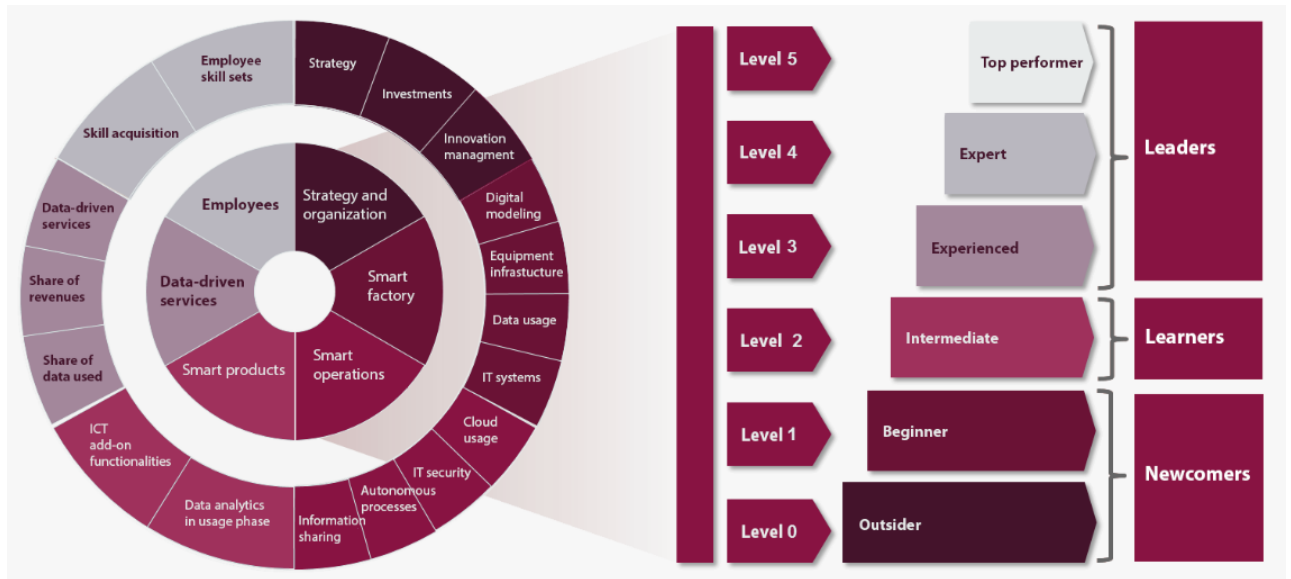 Employee
skill sets
Strategy
Investments
Innovation
managment
Digital
modeling
Equipment
infrastucture
Data usage
IT systems
Cloud
usage
IT security
Autonomous
processes
Information
sharing
Data analytics
in usage phase
ICT
add-on
functionalities
Share of
data used
Share of
revenues
Data-driven
services
Skill acquisition
Employees
Strategy and
organization
Smart
factory
Smart
operations
Smart products
Data-driven
services
Level 5
Top performer
Level 4
Expert
Level 3
Experienced
Leaders
Level 2
Intermediate
Learners
Level 1
Beginner
Level 0
Outsider
Newcomers